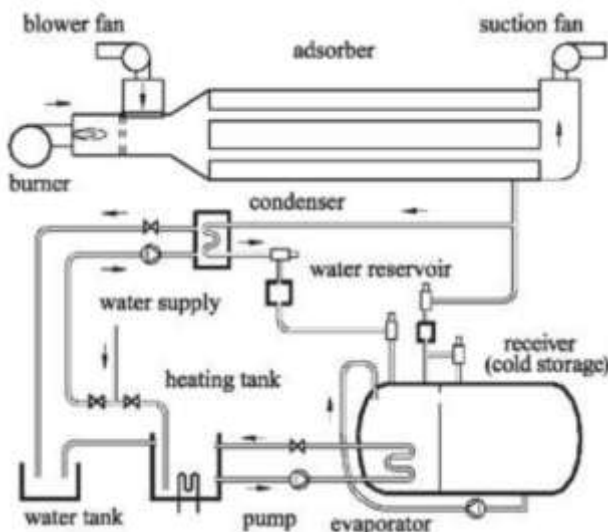 blower fan
suction fan
adsorber
burner
condenser
water reservoir
water supply
receiver
(cold storage)
heating tank
water tank
pump
evaporator